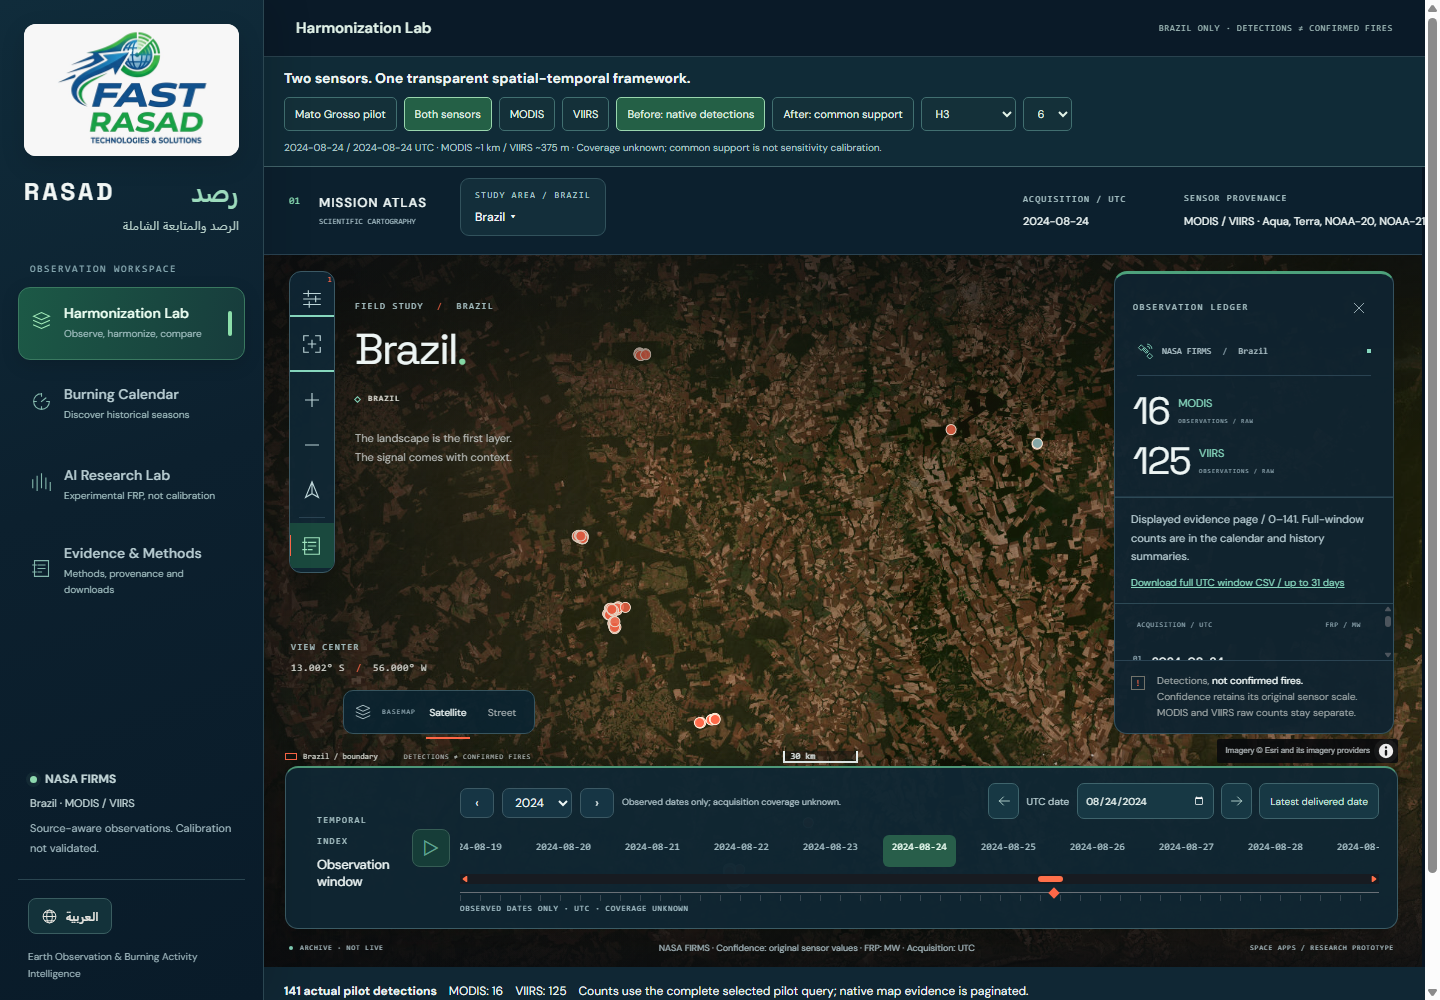 FAST
RASAD
TECHNOLOGIES & SOLUTIONS
RASAD
رصد
الرصد والمتابعة الشاملة
OBSERVATION WORKSPACE
Harmonization Lab
Observe, harmonize, compare
Burning Calendar
Discover historical seasons
AI Research Lab
Experimental FRP, not calibration
Evidence & Methods
Methods, provenance and
downloads
NASA FIRMS
Brazil · MODIS / VIIRS
Source-aware observations. Calibration
not validated.
العربية
Earth Observation & Burning Activity
Intelligence
Harmonization Lab
BRAZIL ONLY · DETECTIONS ≠ CONFIRMED FIRES
Two sensors. One transparent spatial-temporal framework.
Mato Grosso pilot
Both sensors
MODIS
VIIRS
Before: native detections
After: common support
H3
6
2024-08-24 / 2024-08-24 UTC · MODIS ~1 km / VIIRS ~375 m · Coverage unknown; common support is not sensitivity calibration.
01
MISSION ATLAS
SCIENTIFIC CARTOGRAPHY
STUDY AREA / BRAZIL
Brazil
ACQUISITION / UTC
2024-08-24
SENSOR PROVENANCE
MODIS / VIIRS · Aqua, Terra, NOAA-20, NOAA-21
1
FIELD STUDY / BRAZIL
Brazil.
BRAZIL
The landscape is the first layer.
The signal comes with context.
VIEW CENTER
13.002° S / 56.000° W
BASEMAP
Satellite
Street
Brazil / boundary
DETECTIONS ≠ CONFIRMED FIRES
30 km
OBSERVATION LEDGER
NASA FIRMS / Brazil
16
MODIS
OBSERVATIONS / RAW
125
VIIRS
OBSERVATIONS / RAW
Displayed evidence page / 0–141. Full-window
counts are in the calendar and history
summaries.
Download full UTC window CSV / up to 31 days
ACQUISITION / UTC
FRP / MW
01 2024-08-24
Detections, not confirmed fires.
Confidence retains its original sensor scale.
MODIS and VIIRS raw counts stay separate.
Imagery © Esri and its imagery providers
TEMPORAL
INDEX
Observation
window
‹
2024
›
Observed dates only; acquisition coverage unknown.
UTC date
08/24/2024
Latest delivered date
24-08-19
2024-08-20
2024-08-21
2024-08-22
2024-08-23
2024-08-24
2024-08-25
2024-08-26
2024-08-27
2024-08-28
2024-08-
OBSERVED DATES ONLY · UTC · COVERAGE UNKNOWN
ARCHIVE · NOT LIVE
NASA FIRMS · Confidence: original sensor values · FRP: MW · Acquisition: UTC
SPACE APPS / RESEARCH PROTOTYPE
141 actual pilot detections MODIS: 16 VIIRS: 125 Counts use the complete selected pilot query; native map evidence is paginated.